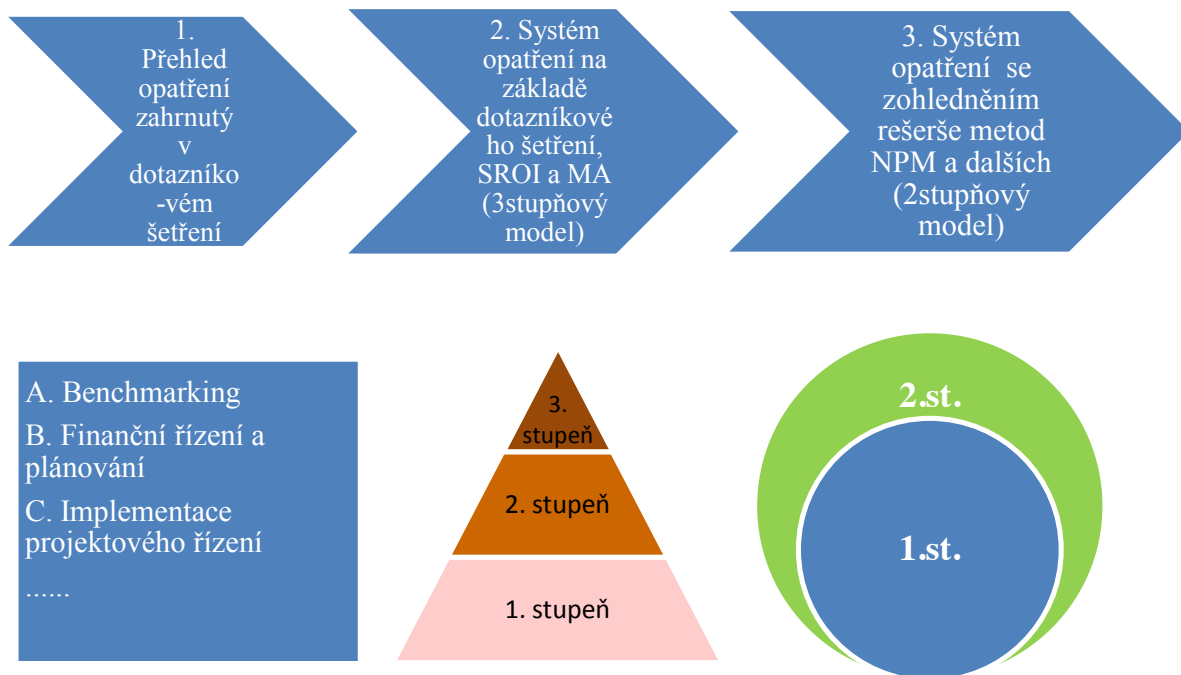 1.
Přehled
opatření
zahrnutý
v
dotazníko
-vém
šetření
2. Systém
opatření na
základě
dotazníkové
ho šetření,
SROI a MA
(3stupňový
model)
3. Systém
opatření se
zohledněním
rešerše metod
NPM a dalších
(2stupňový
model)
A. Benchmarking
B. Finanční řízení a
plánování
C. Implementace
projektového řízení
......
3.
stupeň
2. stupeň
1. stupeň
2.st.
1.st.